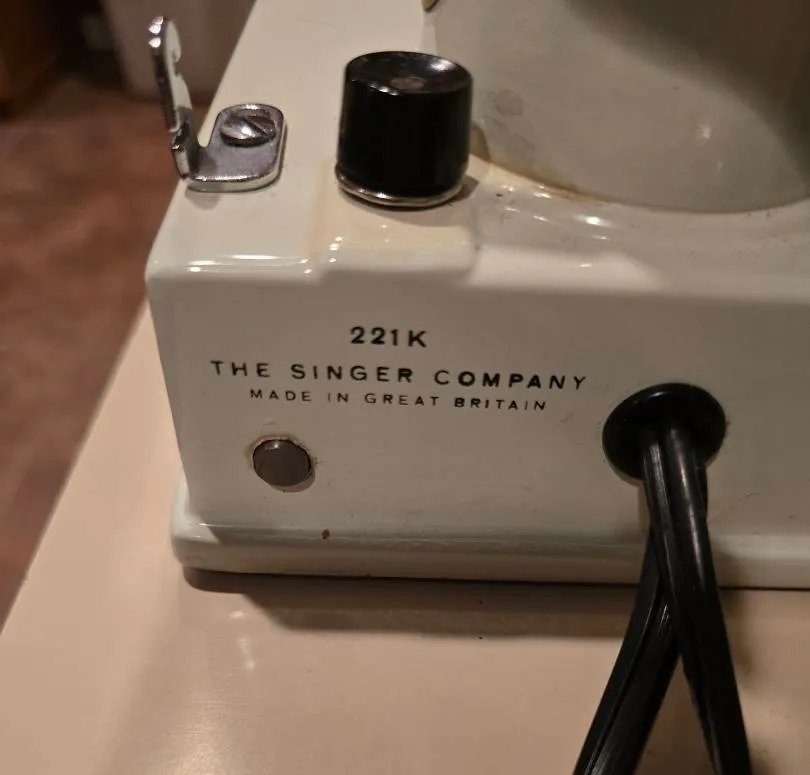 221K
THE SINGER COMPANY
MADE IN GREAT BRITAIN